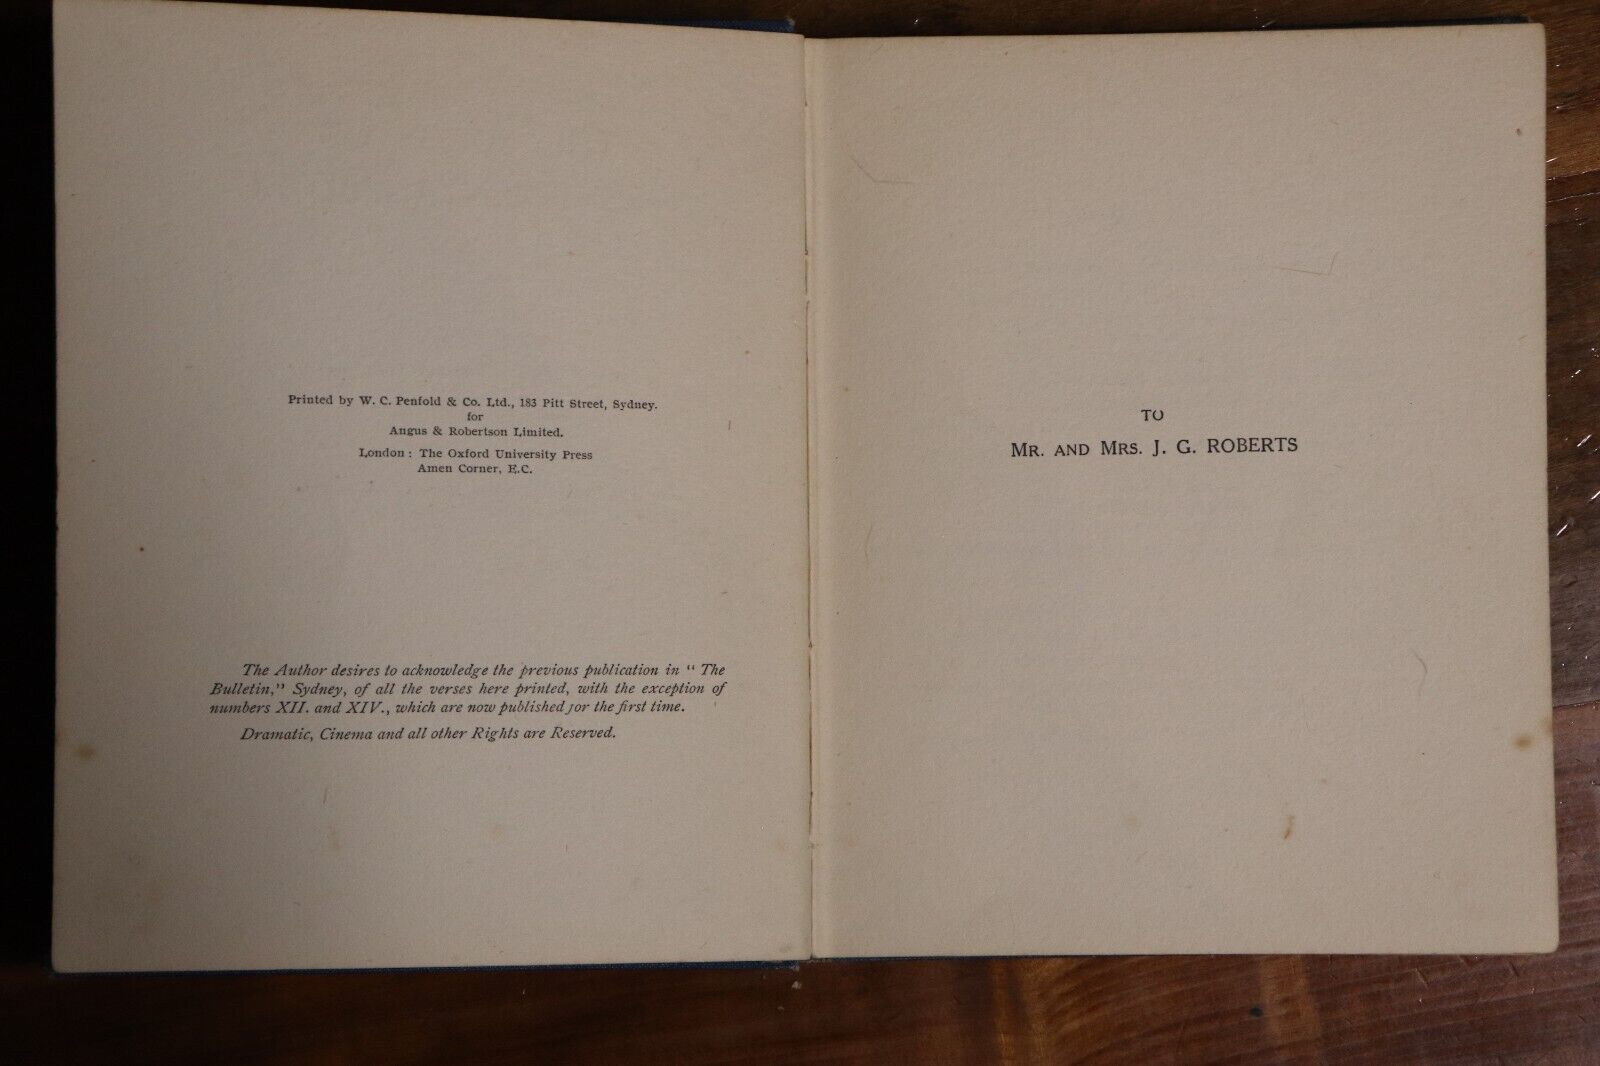 Printed by W. C. Penfold & Co. Ltd., 183 Pitt Street, Sydney.
for
Angus & Robertson Limited.
London : The Oxford University Press
Amen Corner, E.C.
The Author desires to acknowledge the previous publication in " The
Bulletin," Sydney, of all the verses here printed, with the exception of
numbers XII. and XIV., which are now published for the first time.
Dramatic, Cinema and all other Rights are Reserved.
TO
MR. AND MRS. J. G. ROBERTS